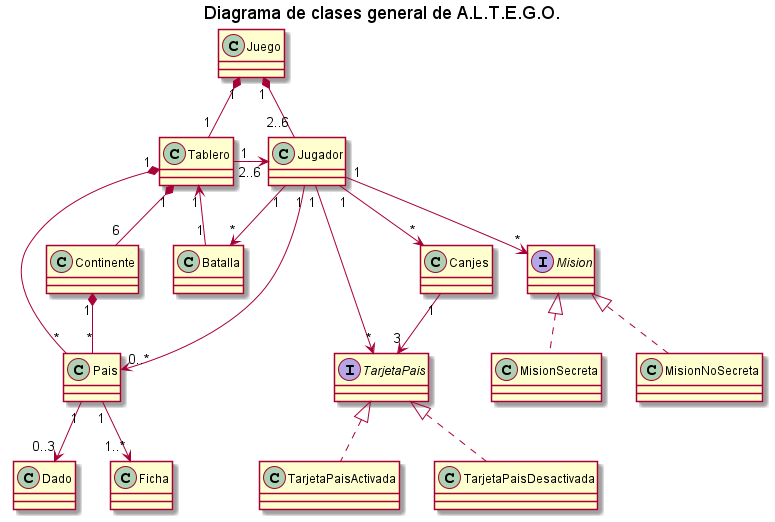 Diagrama de clases general de A.L.T.E.G.O.
C Juego
1 1
1 2..6
C Tablero
C Jugador
1 1
2..6
1 1 1 1 1 1 1
6 1 * * *
C Continente
C Batalla
C Canjes
I Mision
1 1
* * 0..* * 3
C Pais
I TarjetaPais
C MisionSecreta
C MisionNoSecreta
1 1
0..3 1..*
C Dado
C Ficha
C TarjetaPaisActivada
C TarjetaPaisDesactivada